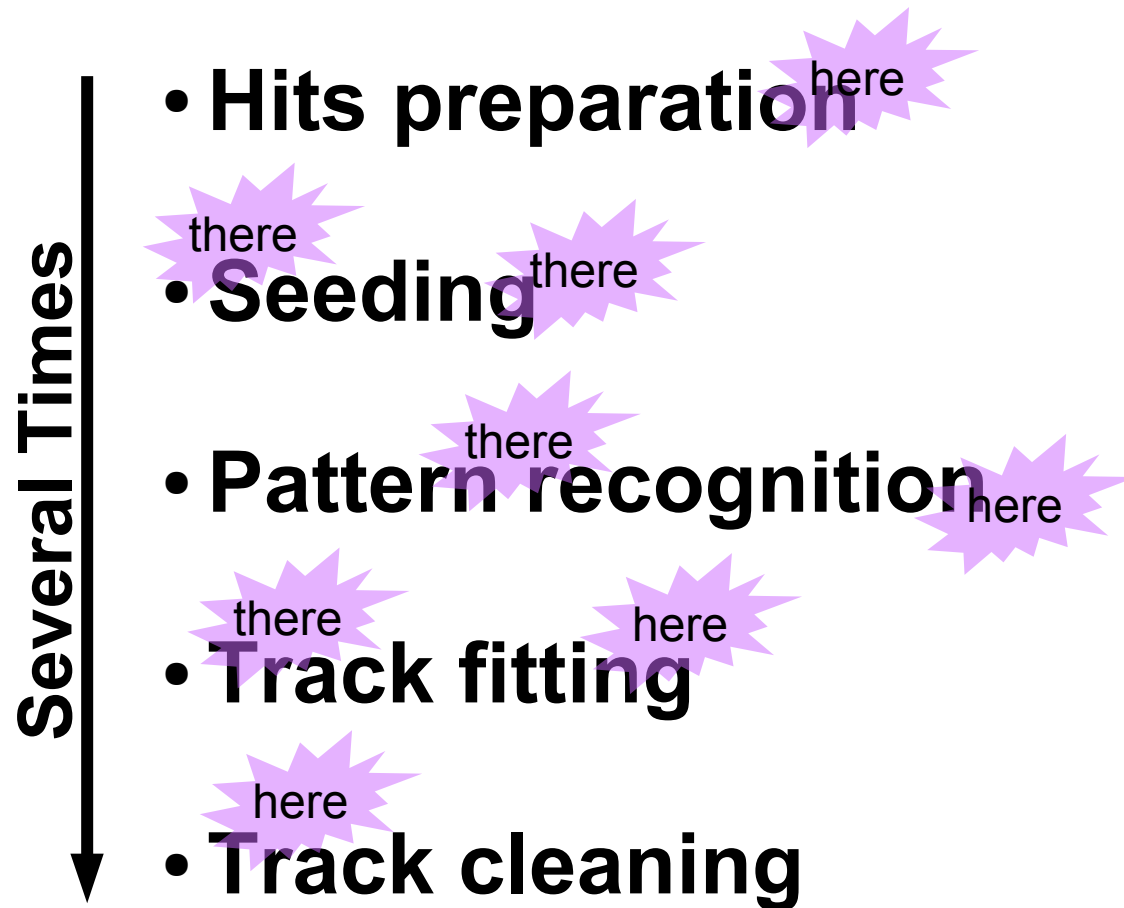 here
• Hits preparation
there
there
• Seeding
there
• Pattern recognition
here
there
here
• Track fitting
here
• Track cleaning
Several Times